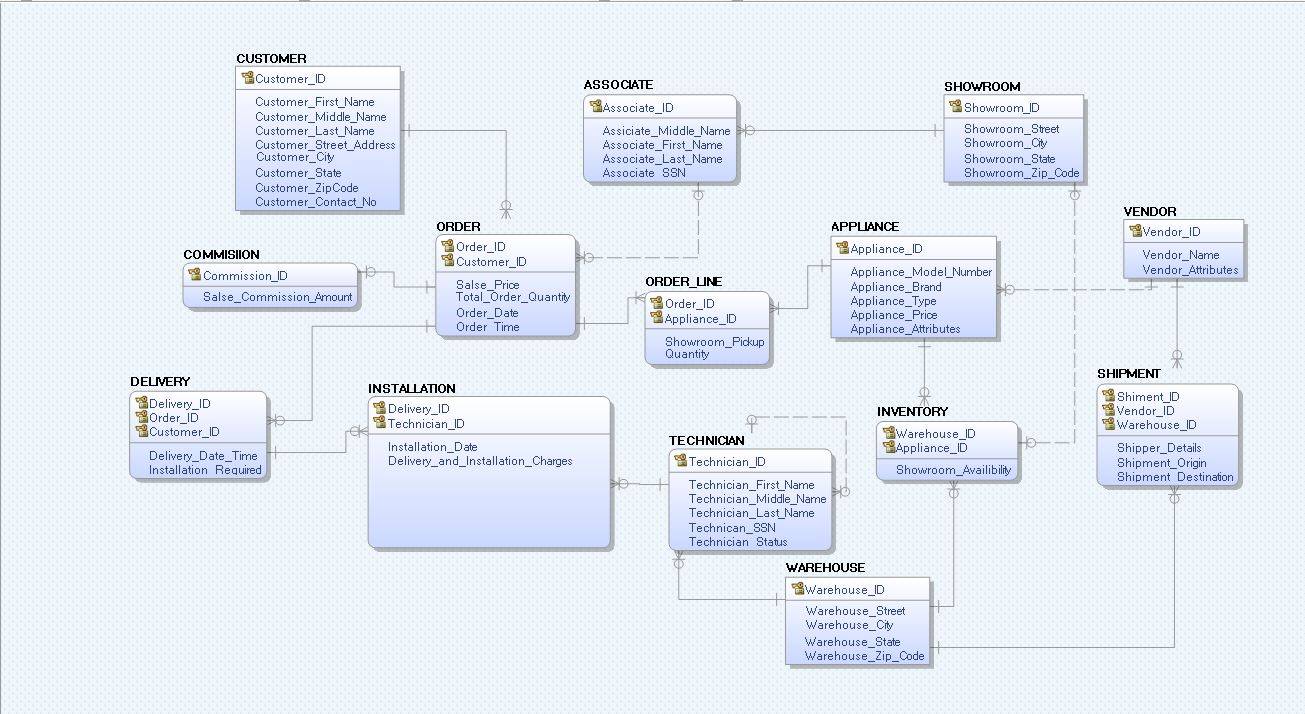 CUSTOMER
Customer_ID
Customer_First_Name
Customer_Middle_Name
Customer_Last_Name
Customer_Street_Address
Customer_City
Customer_State
Customer_ZipCode
Customer_Contact_No
ASSOCIATE
Associate_ID
Assiciate_Middle_Name
Associate_First_Name
Associate_Last_Name
Associate_SSN
SHOWROOM
Showroom_ID
Showroom_Street
Showroom_City
Showroom_State
Showroom_Zip_Code
VENDOR
Vendor_ID
Vendor_Name
Vendor_Attributes
COMMISIION
Commission_ID
Salse_Commission_Amount
ORDER
Order_ID
Customer_ID
Salse_Price
Total_Order_Quantity
Order_Date
Order_Time
ORDER_LINE
Order_ID
Appliance_ID
Showroom_Pickup
Quantity
APPLIANCE
Appliance_ID
Appliance_Model_Number
Appliance_Brand
Appliance_Type
Appliance_Price
Appliance_Attributes
DELIVERY
Delivery_ID
Order_ID
Customer_ID
Delivery_Date_Time
Installation_Required
INSTALLATION
Delivery_ID
Technician_ID
Installation_Date
Delivery_and_Installation_Charges
TECHNICIAN
Technician_ID
Technician_First_Name
Technician_Middle_Name
Technician_Last_Name
Technican_SSN
Technician_Status
INVENTORY
Warehouse_ID
Appliance_ID
Showroom_Availibility
SHIPMENT
Shiment_ID
Vendor_ID
Warehouse_ID
Shipper_Details
Shipment_Origin
Shipment_Destination
WAREHOUSE
Warehouse_ID
Warehouse_Street
Warehouse_City
Warehouse_State
Warehouse_Zip_Code